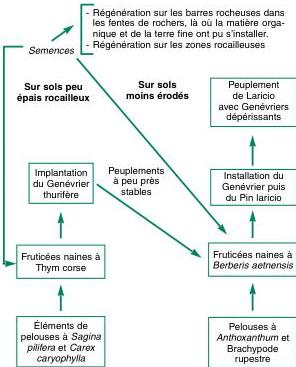 - Régénération sur les barres rocheuses dans
les fentes de rochers, là où la matière orga-
nique et de la terre fine ont pu s'installer.
- Régénération sur les zones rocailleuses
Semences
Sur sols peu
épais rocailleux
Sur sols
moins érodés
Peuplement
de Laricio
avec Genévriers
dépérissants
Implantation
du Genévrier
thurifère
Peuplements
à peu près
stables
Installation du
Genévrier puis
du Pin laricio
Fruticées naines à
Thym corse
Fruticées naines à
Berberis aetnensis
Éléments de
pelouses à Sagina
pilifera et Carex
caryophylla
Pelouses à
Anthoxanthum et
Brachypode
rupestre